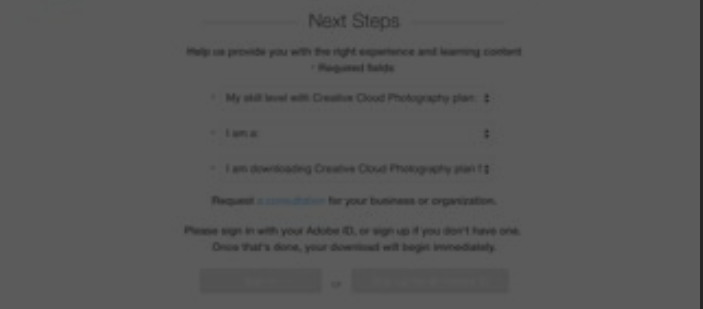 Next Steps
Help us provide you with the right experience and learning content
* Required fields
* My skill level with Creative Cloud Photography plan:
* I am a:
* I am downloading Creative Cloud Photography plan f
Request a consultation for your business or organization.
Please sign in with your Adobe ID, or sign up if you don't have one.
Once that's done, your download will begin immediately.
or